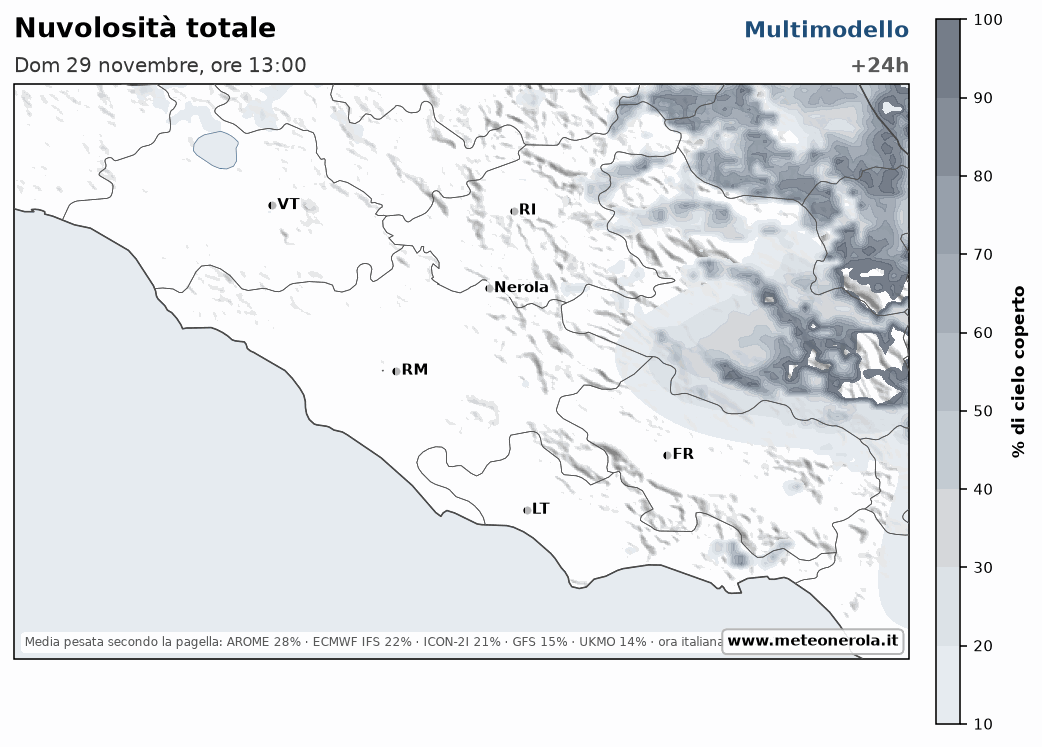 Nuvolosità totale
Multimodello
Dom 29 novembre, ore 13:00
+24h
100
90
80
70
60
50
40
30
20
10
% di cielo coperto
VT
RI
Nerola
RM
FR
LT
Media pesata secondo la pagella: AROME 28% · ECMWF IFS 22% · ICON-2I 21% · GFS 15% · UKMO 14% · ora italiana
www.meteonerola.it